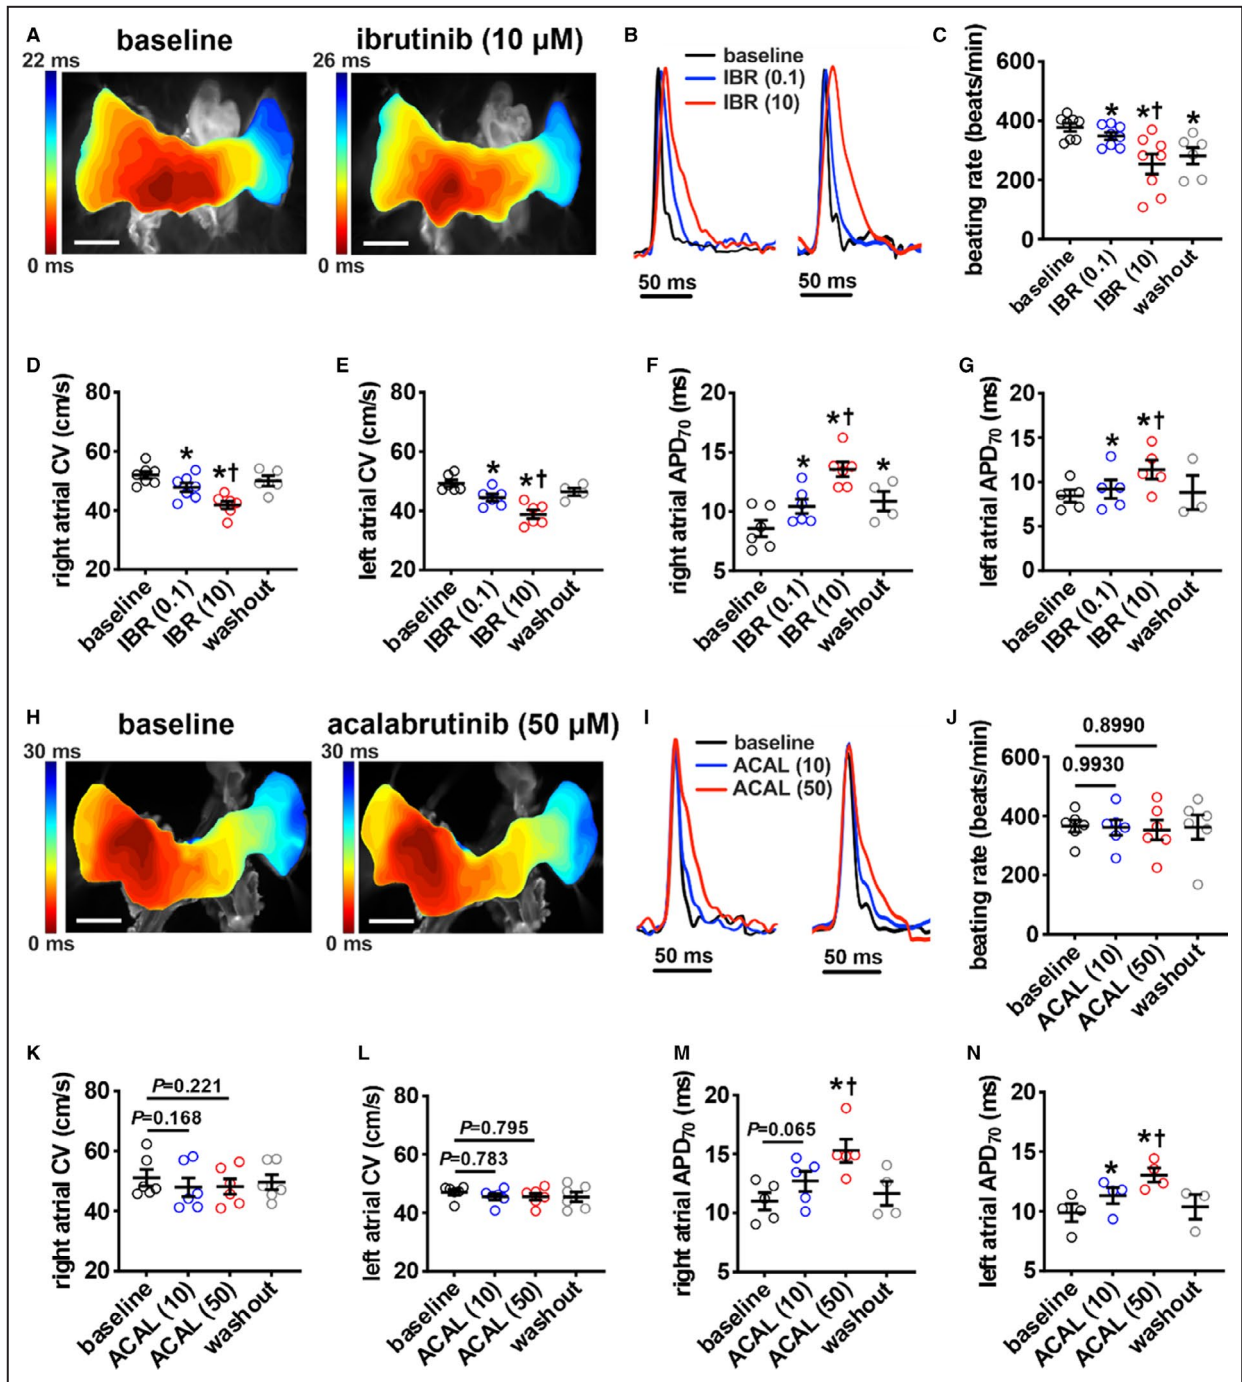 A
baseline
ibrutinib (10 µM)
22 ms
26 ms
0 ms
0 ms
B
baseline
IBR (0.1)
IBR (10)
50 ms
50 ms
C
beating rate (beats/min)
600
400
200
0
*
*†
*
baseline
IBR (0.1)
IBR (10)
washout
D
right atrial CV (cm/s)
80
60
40
20
*
*†
baseline
IBR (0.1)
IBR (10)
washout
E
left atrial CV (cm/s)
80
60
40
20
*
*†
baseline
IBR (0.1)
IBR (10)
washout
F
right atrial APD70 (ms)
20
15
10
5
*
*†
*
baseline
IBR (0.1)
IBR (10)
washout
G
left atrial APD70 (ms)
20
15
10
5
0
*
*†
baseline
IBR (0.1)
IBR (10)
washout
H
baseline
acalabrutinib (50 µM)
30 ms
30 ms
0 ms
0 ms
I
baseline
ACAL (10)
ACAL (50)
50 ms
50 ms
J
beating rate (beats/min)
600
400
200
0
0.8990
0.9930
baseline
ACAL (10)
ACAL (50)
washout
K
right atrial CV (cm/s)
80
60
40
20
P=0.221
P=0.168
baseline
ACAL (10)
ACAL (50)
washout
L
left atrial CV (cm/s)
80
60
40
20
P=0.795
P=0.783
baseline
ACAL (10)
ACAL (50)
washout
M
right atrial APD70 (ms)
20
15
10
5
P=0.065
*†
baseline
ACAL (10)
ACAL (50)
washout
N
left atrial APD70 (ms)
20
15
10
5
*
*†
baseline
ACAL (10)
ACAL (50)
washout